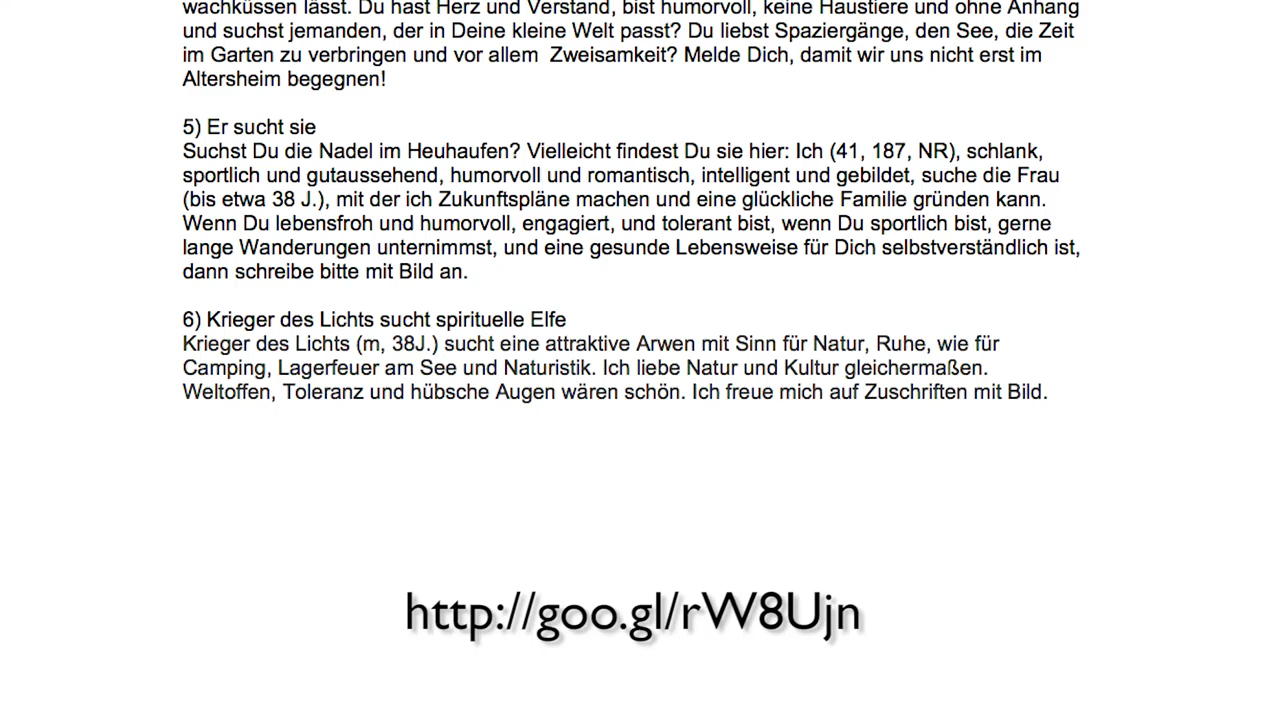 wachküssen lässt. Du hast Herz und Verstand, bist humorvoll, keine Haustiere und ohne Anhang
und suchst jemanden, der in Deine kleine Welt passt? Du liebst Spaziergänge, den See, die Zeit
im Garten zu verbringen und vor allem  Zweisamkeit? Melde Dich, damit wir uns nicht erst im
Altersheim begegnen!
5) Er sucht sie
Suchst Du die Nadel im Heuhaufen? Vielleicht findest Du sie hier: Ich (41, 187, NR), schlank,
sportlich und gutaussehend, humorvoll und romantisch, intelligent und gebildet, suche die Frau
(bis etwa 38 J.), mit der ich Zukunftspläne machen und eine glückliche Familie gründen kann.
Wenn Du lebensfroh und humorvoll, engagiert, und tolerant bist, wenn Du sportlich bist, gerne
lange Wanderungen unternimmst, und eine gesunde Lebensweise für Dich selbstverständlich ist,
dann schreibe bitte mit Bild an.
6) Krieger des Lichts sucht spirituelle Elfe
Krieger des Lichts (m, 38J.) sucht eine attraktive Arwen mit Sinn für Natur, Ruhe, wie für
Camping, Lagerfeuer am See und Naturistik. Ich liebe Natur und Kultur gleichermaßen.
Weltoffen, Toleranz und hübsche Augen wären schön. Ich freue mich auf Zuschriften mit Bild.
http://goo.gl/rW8Ujn